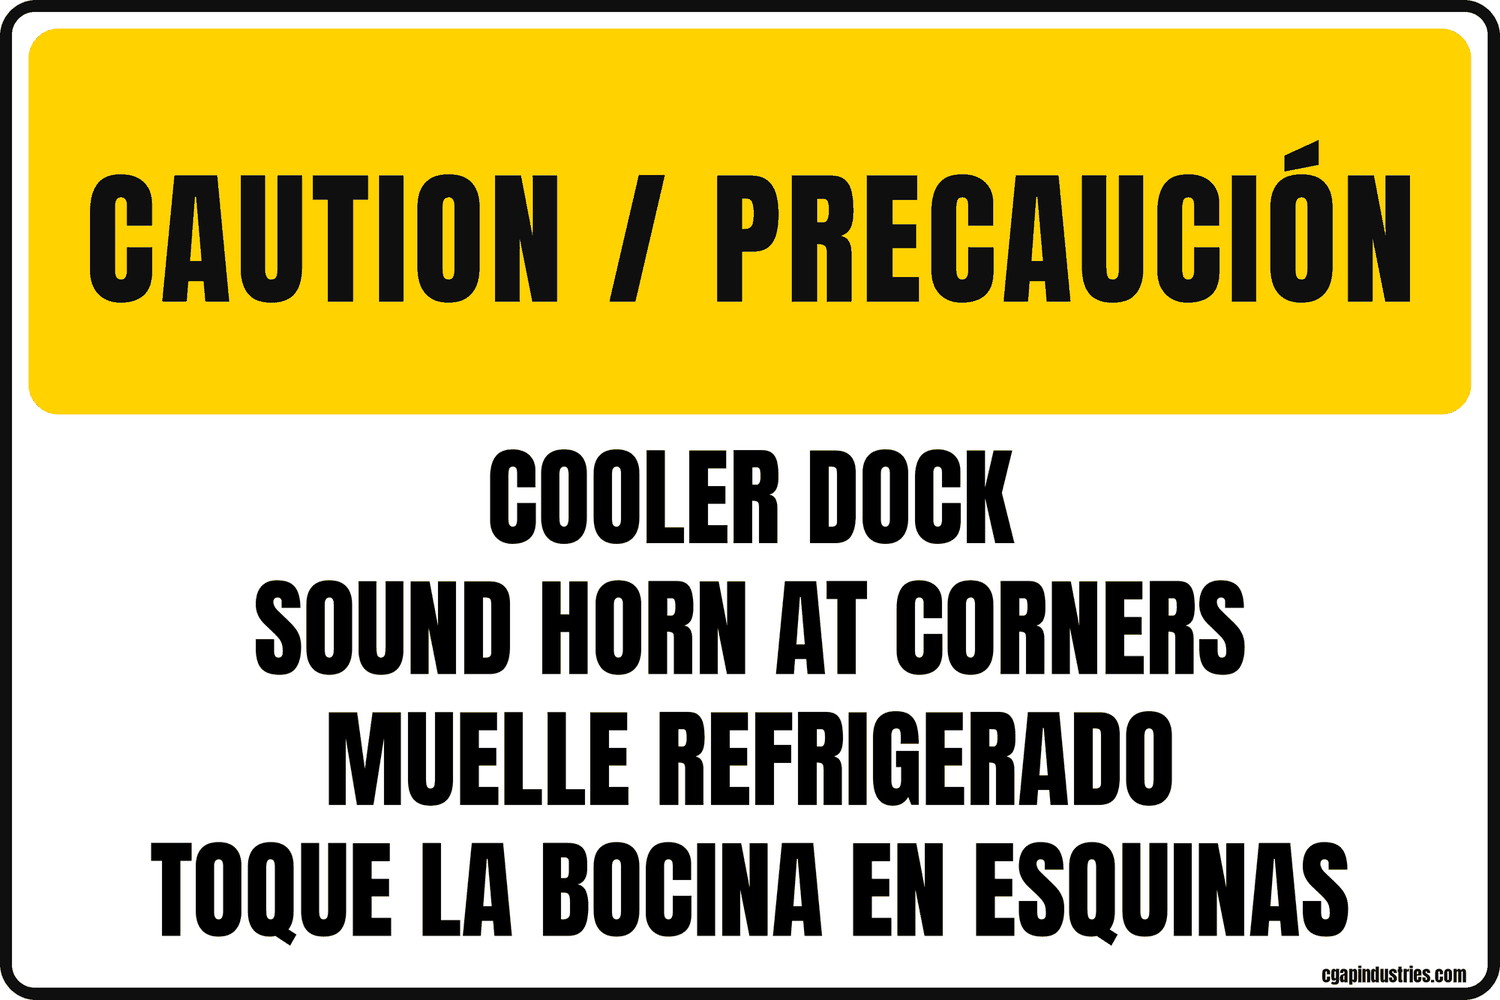 CAUTION / PRECAUCIÓN
COOLER DOCK
SOUND HORN AT CORNERS
MUELLE REFRIGERADO
TOQUE LA BOCINA EN ESQUINAS
cgapindustries.com